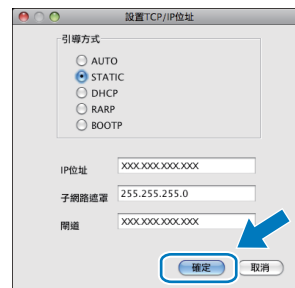 設置TCP/IP位址
引導方式
AUTO
STATIC
DHCP
RARP
BOOTP
IP位址 XXX.XXX.XXX.XXX
子網路遮罩 255.255.255.0
閘道 XXX.XXX.XXX.XXX
確定 取消